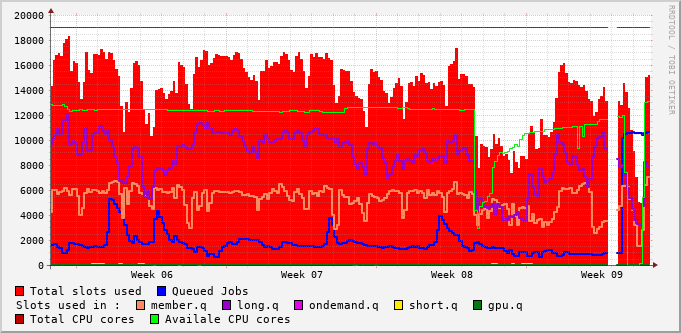 20000
18000
16000
14000
12000
10000
8000
6000
4000
2000
0
Week 06 Week 07 Week 08 Week 09
RRDTOOL / TOBI OETIKER
Total slots used Queued Jobs
Slots used in : member.q long.q ondemand.q short.q gpu.q
Total CPU cores Availale CPU cores